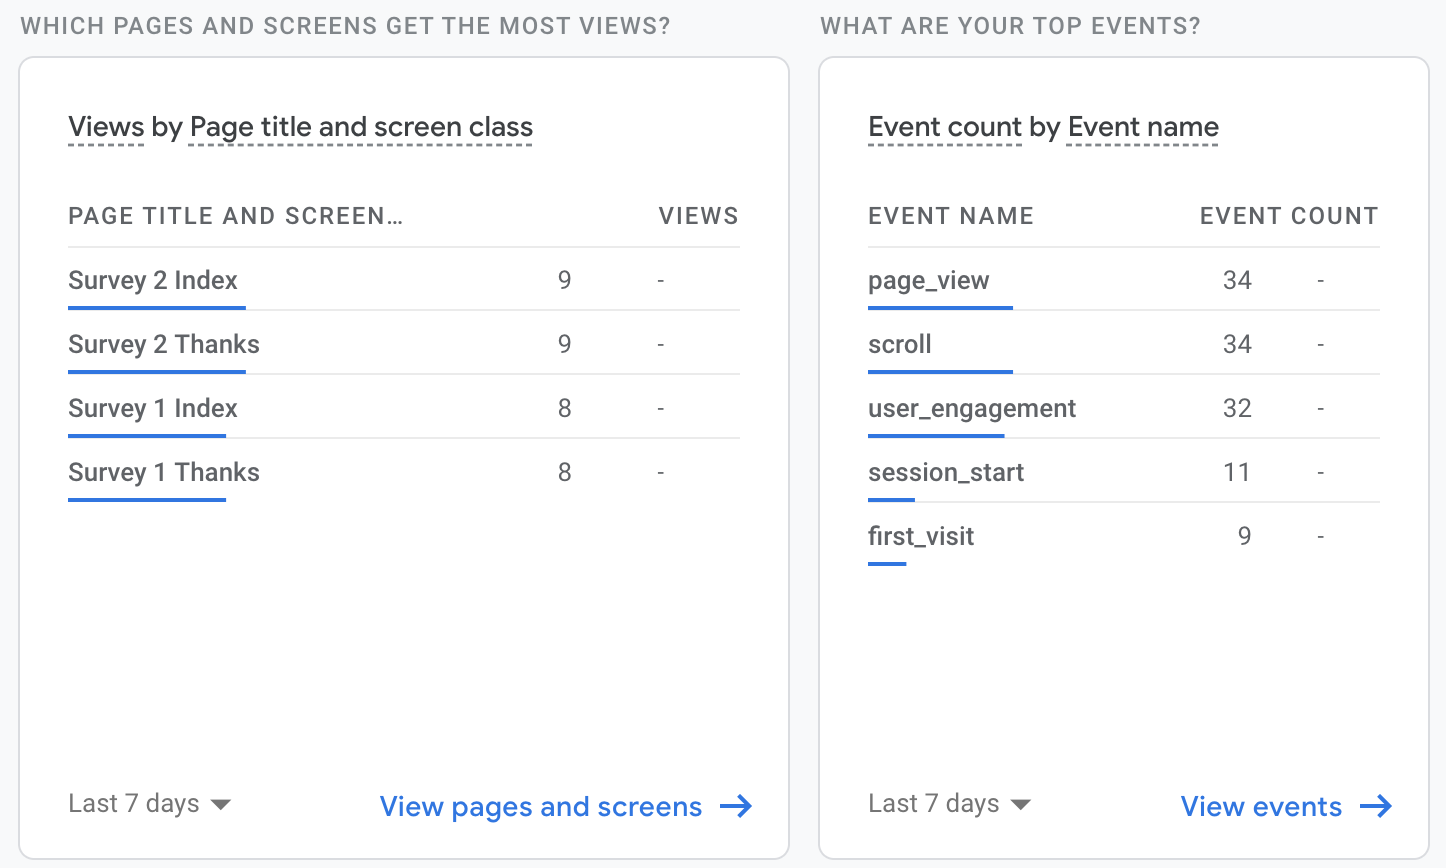 WHICH PAGES AND SCREENS GET THE MOST VIEWS?
Views by Page title and screen class
PAGE TITLE AND SCREEN… VIEWS
Survey 2 Index 9 -
Survey 2 Thanks 9 -
Survey 1 Index 8 -
Survey 1 Thanks 8 -
Last 7 days View pages and screens
WHAT ARE YOUR TOP EVENTS?
Event count by Event name
EVENT NAME EVENT COUNT
page_view 34 -
scroll 34 -
user_engagement 32 -
session_start 11 -
first_visit 9 -
Last 7 days View events